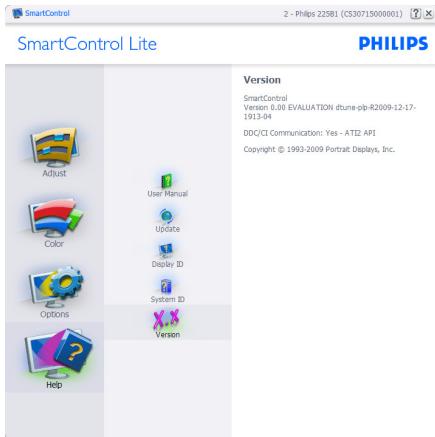 SmartControl
2 - Philips 225B1 (CS30715000001)
?
X
SmartControl Lite
PHILIPS
Adjust
Color
Options
Help
User Manual
Update
Display ID
System ID
X.X
Version
Version
SmartControl
Version 0.00 EVALUATION dtune-plp-R2009-12-17-
1913-04
DDC/CI Communication: Yes - ATI2 API
Copyright © 1993-2009 Portrait Displays, Inc.